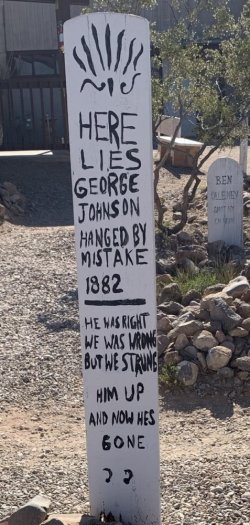 HERE
LIES
GEORGE
JOHNSON
HANGED BY
MISTAKE
1882
HE WAS RIGHT
WE WAS WRONG
BUT WE STRUNG
HIM UP
AND NOW HES
GONE
BEN